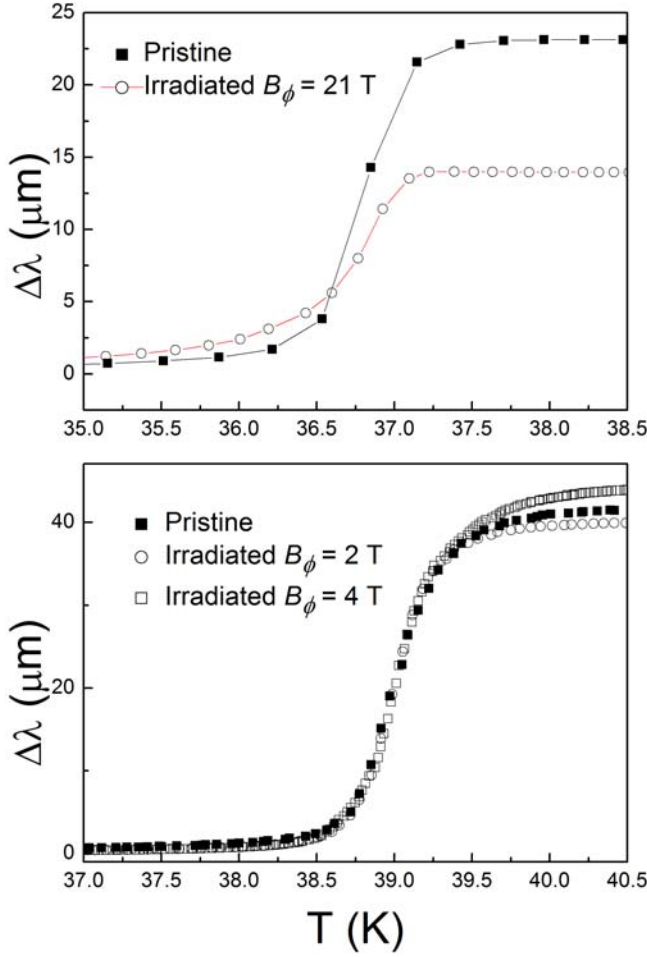 25
20
15
10
5
0
Δλ (μm)
Pristine
Irradiated Bϕ = 21 T
35.0 35.5 36.0 36.5 37.0 37.5 38.0 38.5
40
20
0
Δλ (μm)
Pristine
Irradiated Bϕ = 2 T
Irradiated Bϕ = 4 T
37.0 37.5 38.0 38.5 39.0 39.5 40.0 40.5
T (K)